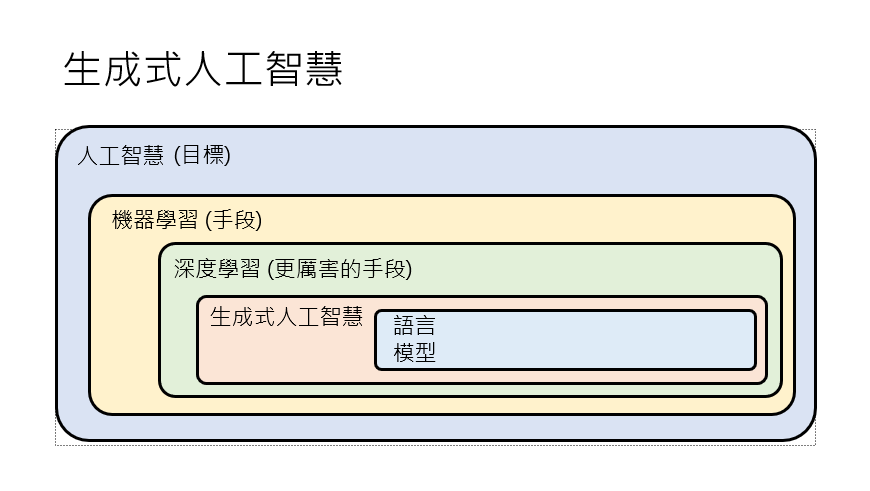 生成式人工智慧
人工智慧 (目標)
機器學習 (手段)
深度學習 (更厲害的手段)
生成式人工智慧
語言
模型